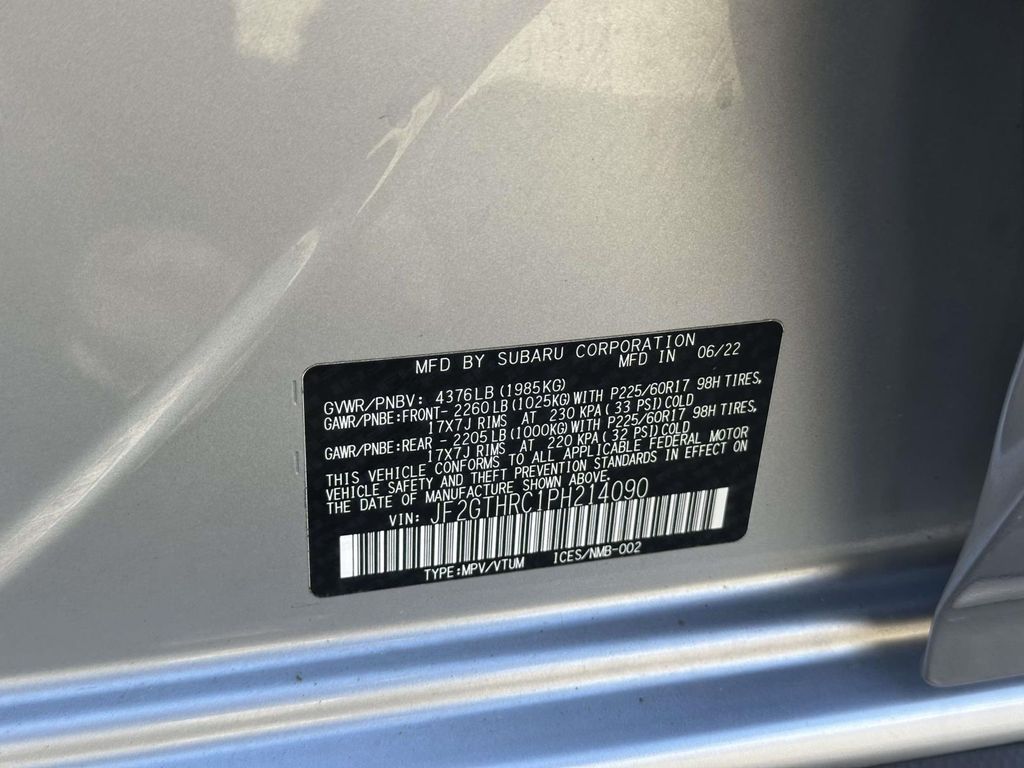 MFD BY SUBARU CORPORATION
MFD IN 06/22
GVWR/PNBV: 4376LB (1985KG)
GAWR/PNBE:FRONT- 2260LB (1025KG) WITH P225/60R17 98H TIRES,
17X7J RIMS AT 230 KPA ( 33 PSI) COLD
GAWR/PNBE:REAR - 2205LB (1000KG) WITH P225/60R17 98H TIRES,
17X7J RIMS AT 220 KPA ( 32 PSI) COLD
THIS VEHICLE CONFORMS TO ALL APPLICABLE FEDERAL MOTOR
VEHICLE SAFETY AND THEFT PREVENTION STANDARDS IN EFFECT ON
THE DATE OF MANUFACTURE SHOWN ABOVE.
VIN: JF2GTHRC1PH214090
TYPE:MPV/VTUM ICES/NMB-002